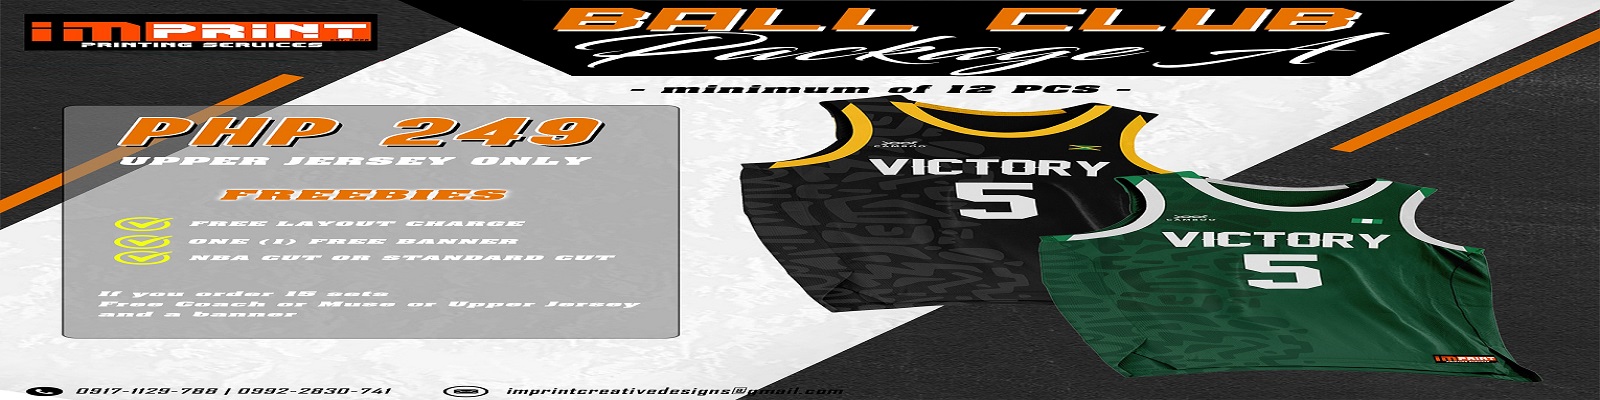 imPRiNT
PRINTING SERVICES
BALL CLUB
Package A
- minimum of 12 PCS -
PHP 249
UPPER JERSEY ONLY
FREEBIES
FREE LAYOUT CHARGE
ONE (1) FREE BANNER
NBA CUT OR STANDARD CUT
If you order 15 sets
Free Coach or Muse or Upper Jersey
and a banner
VICTORY
5
VICTORY
5
imPRiNT
0917-1129-788 | 0992-2830-741
imprintcreativedesigns@gmail.com